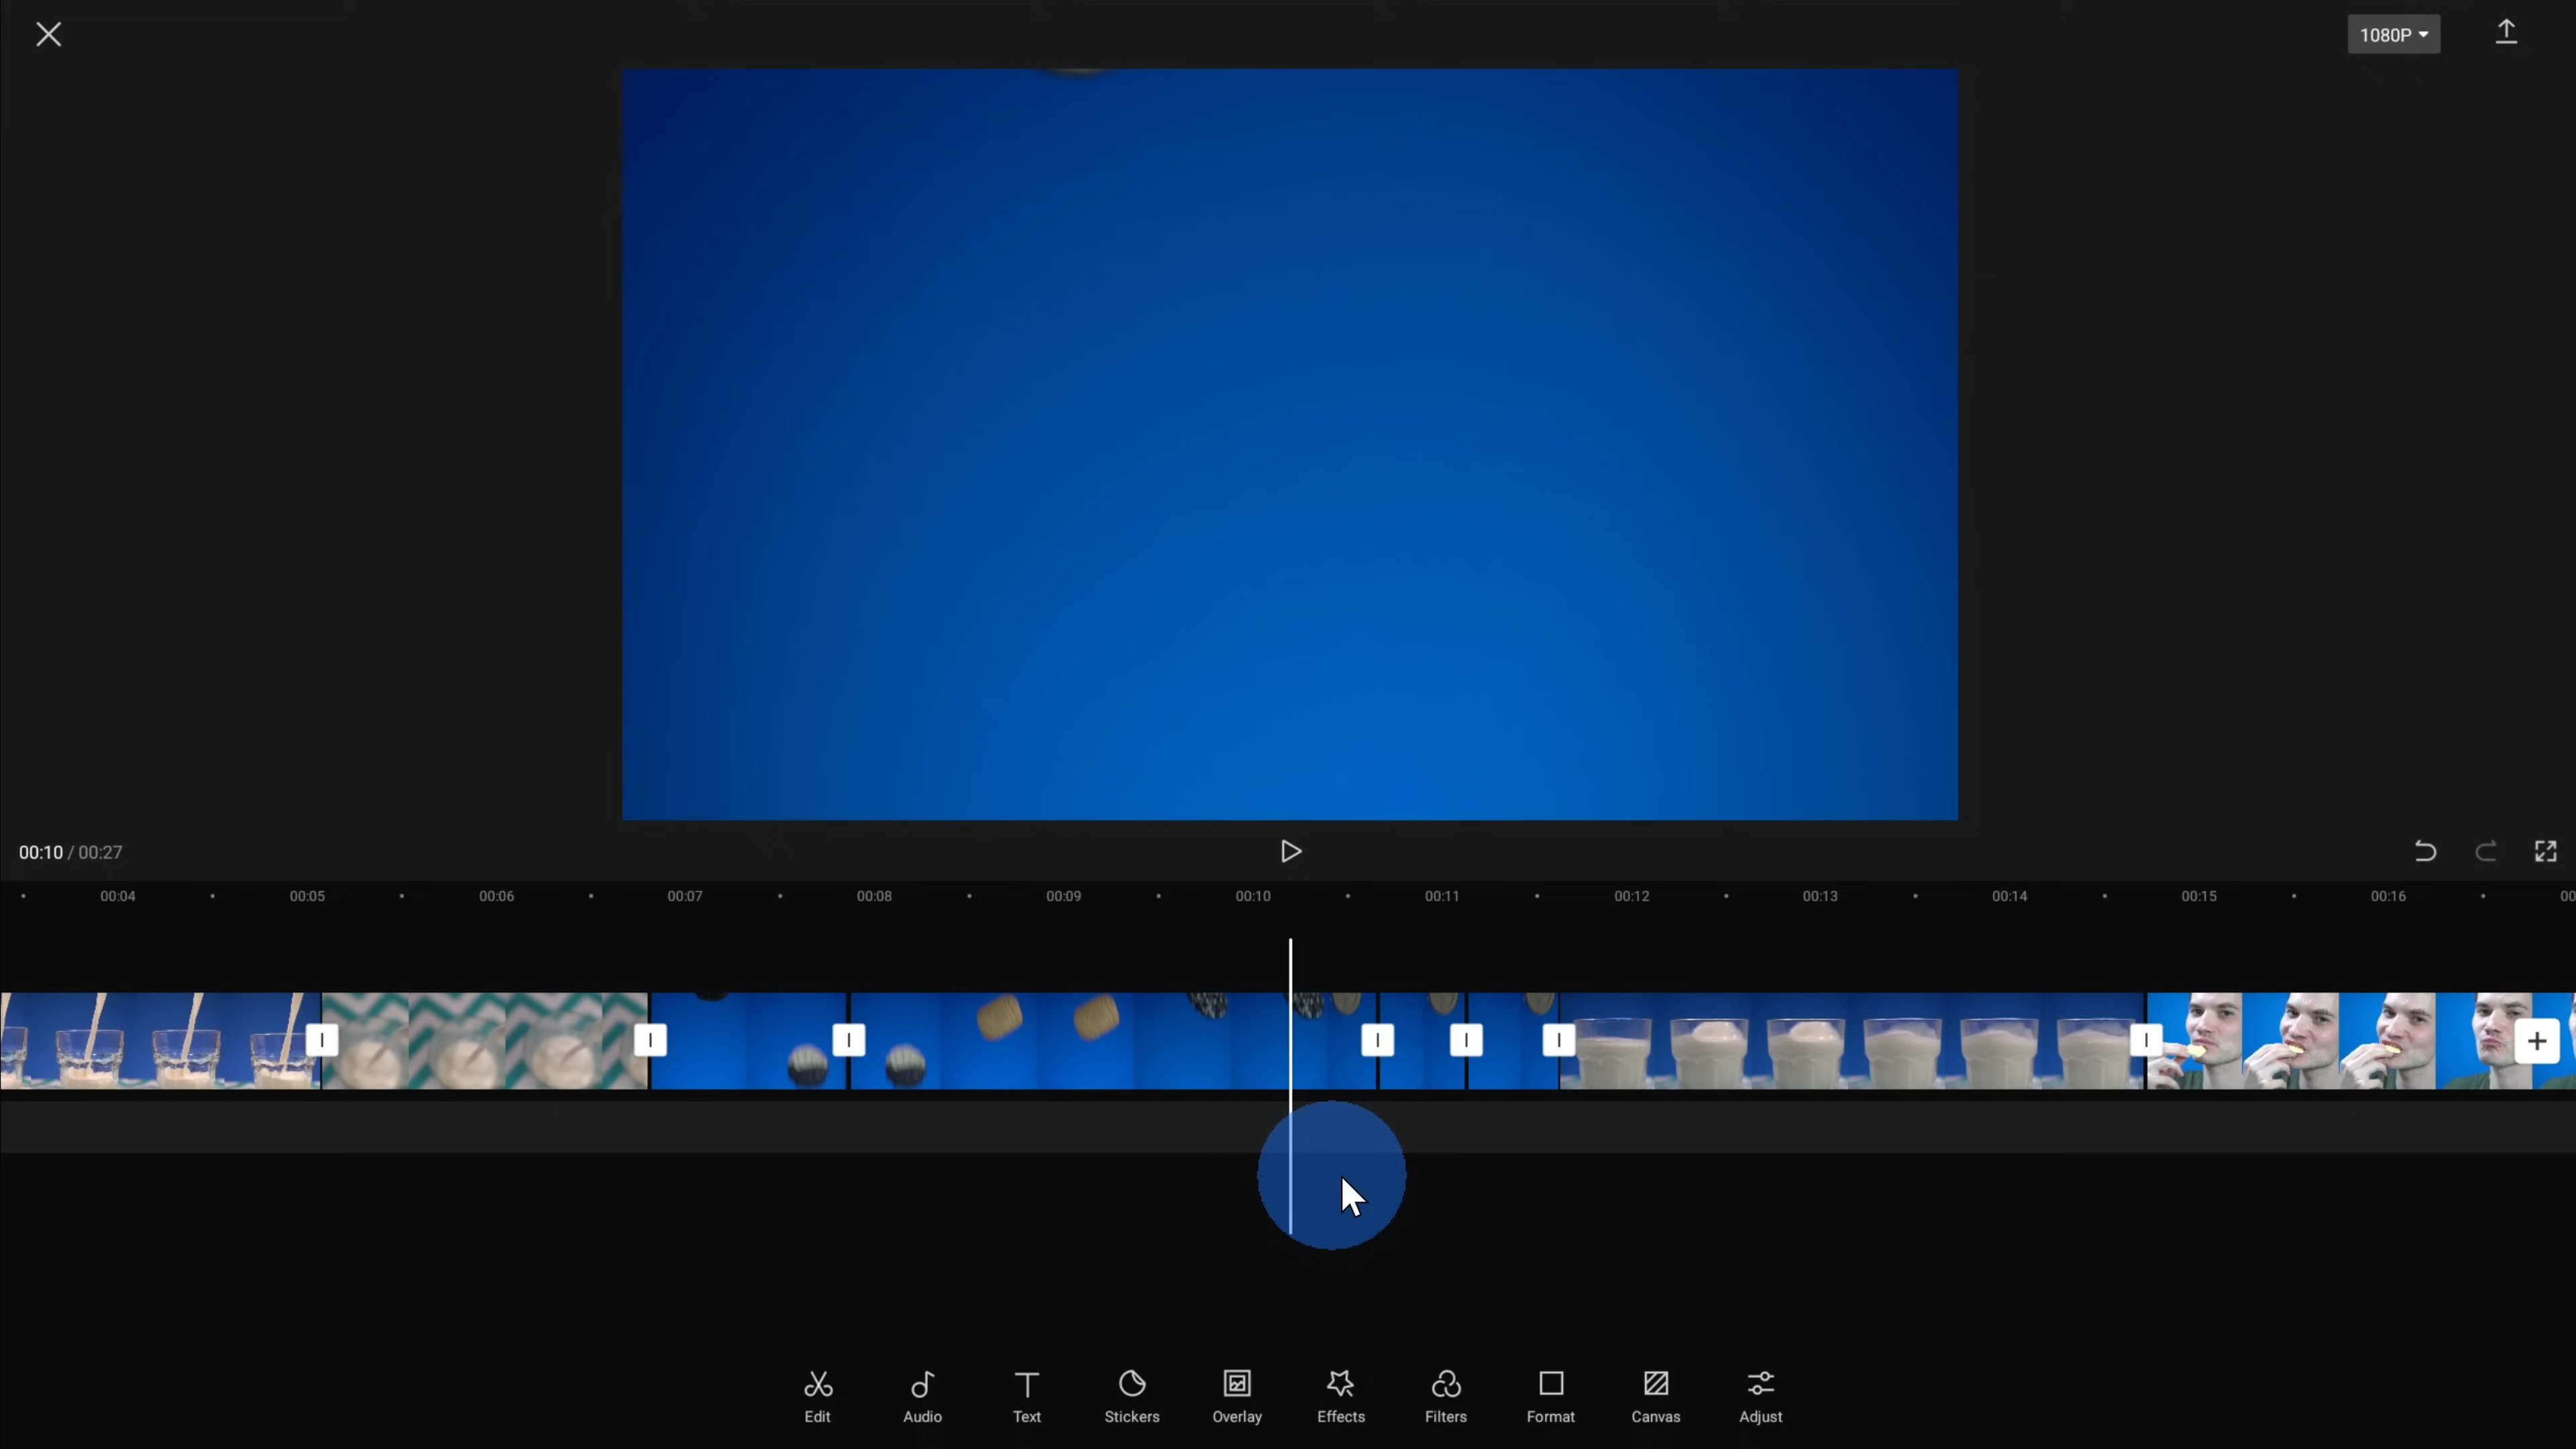 1080P
00:10 / 00:27
00:04 00:05 00:06 00:07 00:08 00:09 00:10 00:11 00:12 00:13 00:14 00:15 00:16 00
Edit Audio Text Stickers Overlay Effects Filters Format Canvas Adjust